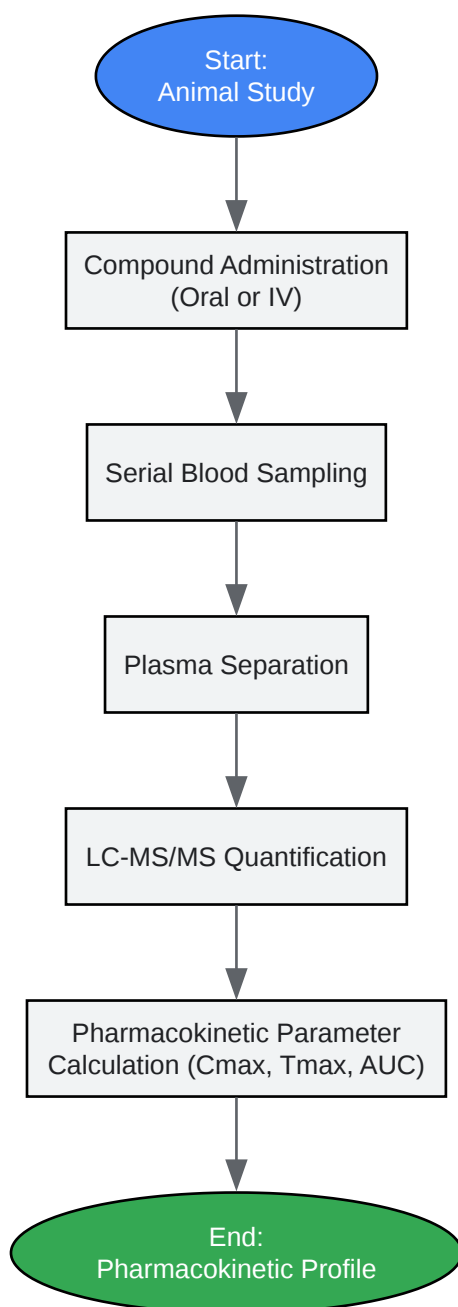 Start:
Animal Study
Compound Administration
(Oral or IV)
Serial Blood Sampling
Plasma Separation
LC-MS/MS Quantification
Pharmacokinetic Parameter
Calculation (Cmax, Tmax, AUC)
End:
Pharmacokinetic Profile